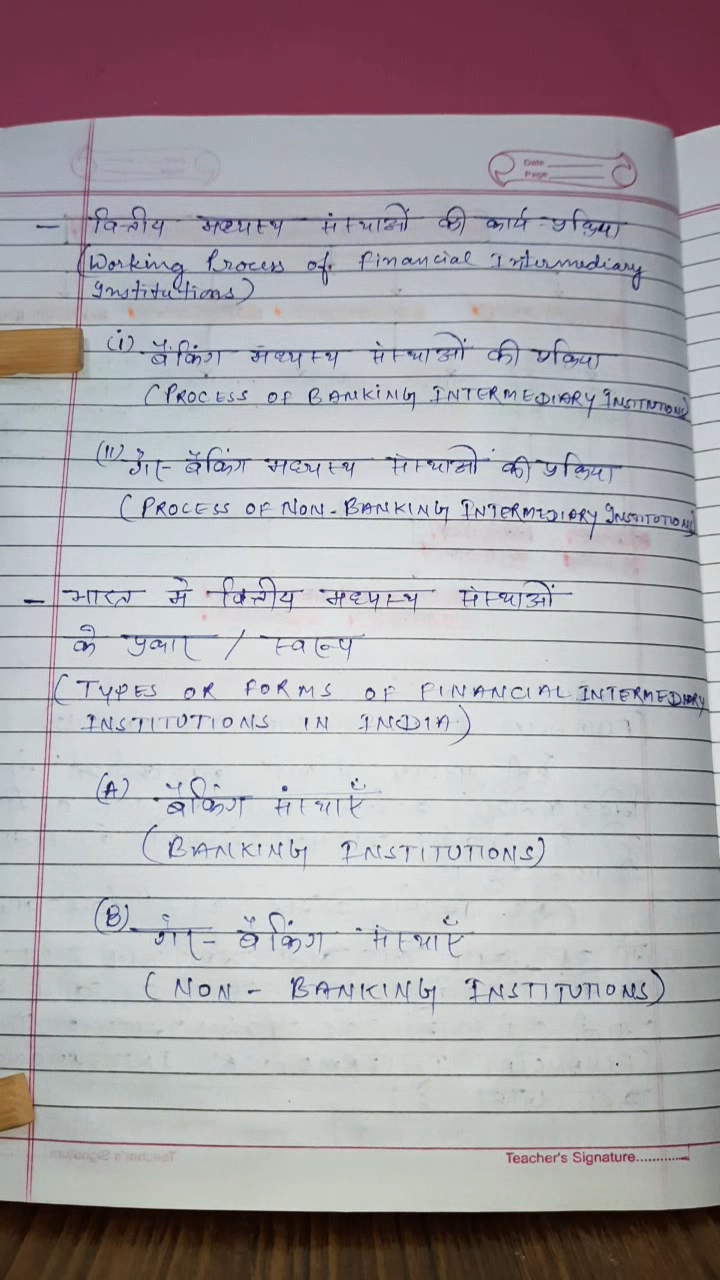 Date
Page
- वित्तीय मध्यस्थ संस्थाओं की कार्य-प्रक्रिया
(Working Process of Financial Intermediary
Institutions)
(i) बैंकिंग मध्यस्थ संस्थाओं की प्रक्रिया
(PROCESS OF BANKING INTERMEDIARY INSTITUTIONS)
(ii) गैर-बैंकिंग मध्यस्थ संस्थाओं की प्रक्रिया
(PROCESS OF NON-BANKING INTERMEDIARY INSTITUTIONS)
- भारत में वित्तीय मध्यस्थ संस्थाओं
के प्रकार / स्वरूप
(TYPES OR FORMS OF FINANCIAL INTERMEDIARY
INSTITUTIONS IN INDIA)
(A) बैंकिंग संस्थाएँ
(BANKING INSTITUTIONS)
(B) गैर-बैंकिंग संस्थाएँ
(NON-BANKING INSTITUTIONS)
Teacher's Signature............